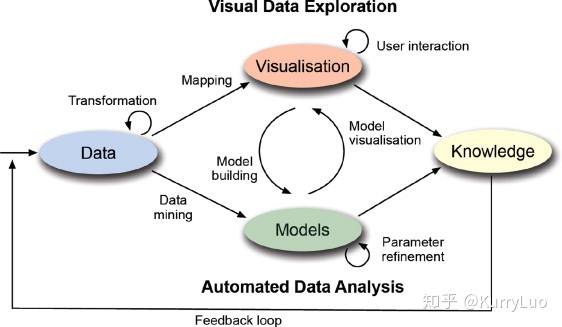 Visual Data Exploration
User interaction
Visualisation
Mapping
Transformation
Data
Model
building
Model
visualisation
Knowledge
Data
mining
Models
Parameter
refinement
Automated Data Analysis
知乎 @KurryLuo
Feedback loop